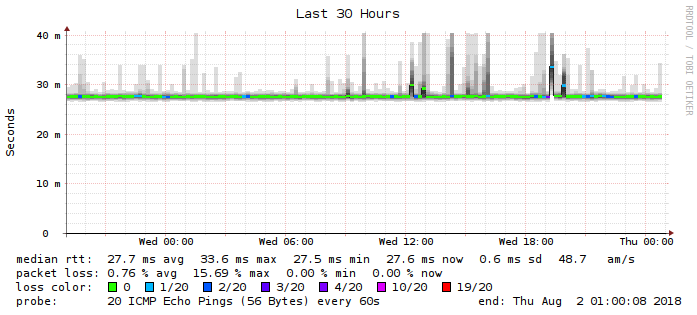 Last 30 Hours
RRDTOOL / TOBI OETIKER
Seconds
40 m
30 m
20 m
10 m
0
Wed 00:00 Wed 06:00 Wed 12:00 Wed 18:00 Thu 00:00
median rtt: 27.7 ms avg 33.6 ms max 27.5 ms min 27.6 ms now 0.6 ms sd 48.7 am/s
packet loss: 0.76 % avg 15.69 % max 0.00 % min 0.00 % now
loss color: 0 1/20 2/20 3/20 4/20 10/20 19/20
probe: 20 ICMP Echo Pings (56 Bytes) every 60s end: Thu Aug 2 01:00:08 2018